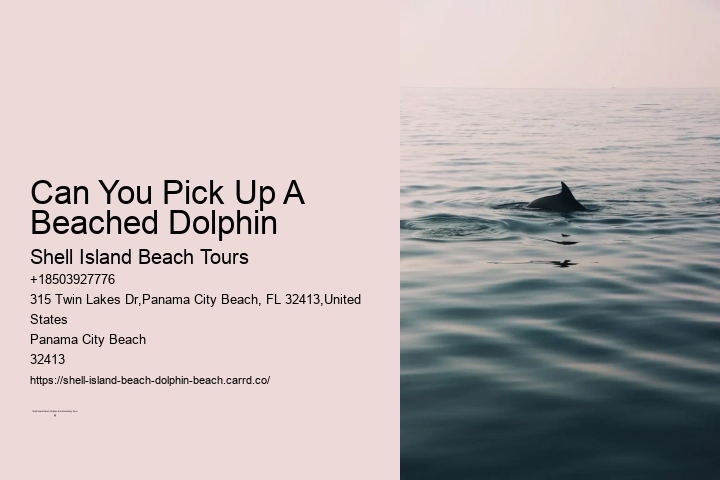 Can You Pick Up A
Beached Dolphin
Shell Island Beach Tours
+18503927776
315 Twin Lakes Dr,Panama City Beach, FL 32413,United
States
Panama City Beach
32413
https://shell-island-beach-dolphin-beach.carrd.co/